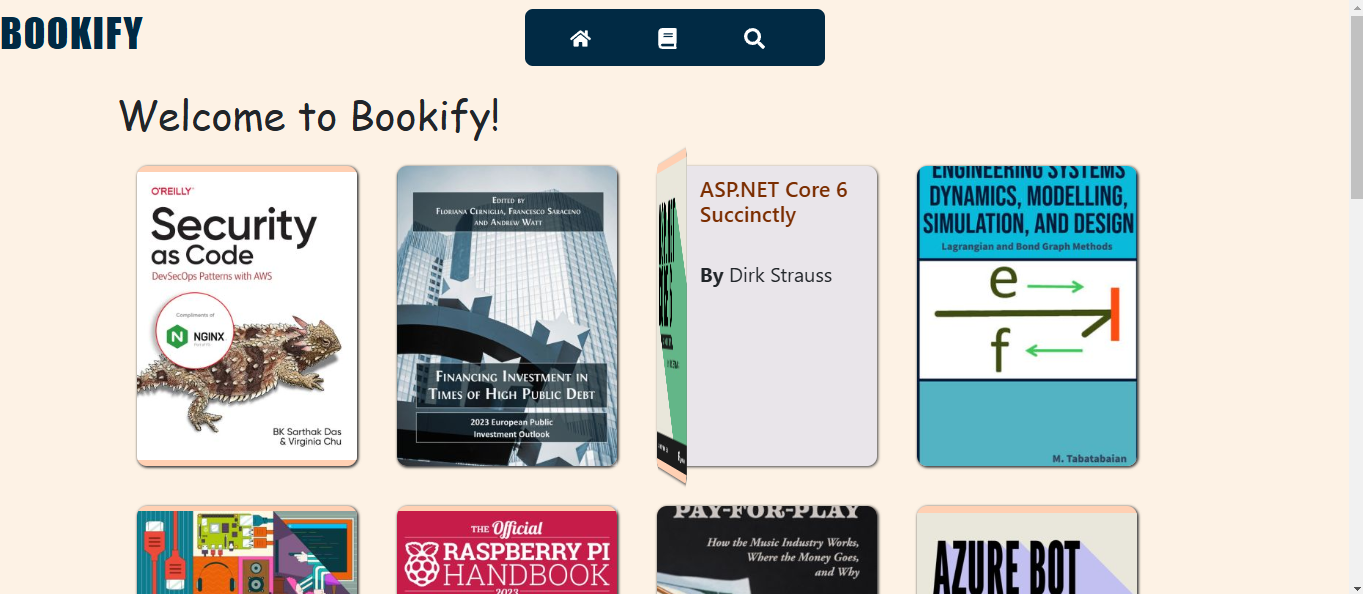 BOOKIFY
Welcome to Bookify!
O'REILLY
Security
as Code
DevSecOps Patterns with AWS
Compliments of
NGINX
BK Sarthak Das
& Virginia Chu
Edited by
Floriana Cerniglia, Francesco Saraceno
and Andrew Watt
Financing Investment in
Times of High Public Debt
2023 European Public
Investment Outlook
ASP.NET Core 6
Succinctly
By Dirk Strauss
ENGINEERING SYSTEMS
DYNAMICS, MODELLING,
SIMULATION, AND DESIGN
Lagrangian and Bond Graph Methods
e
f
M. Tabatabaian
THE Official
RASPBERRY PI
HANDBOOK
2023
PAY-FOR-PLAY
How the Music Industry Works,
Where the Money Goes,
and Why
AZURE BOT